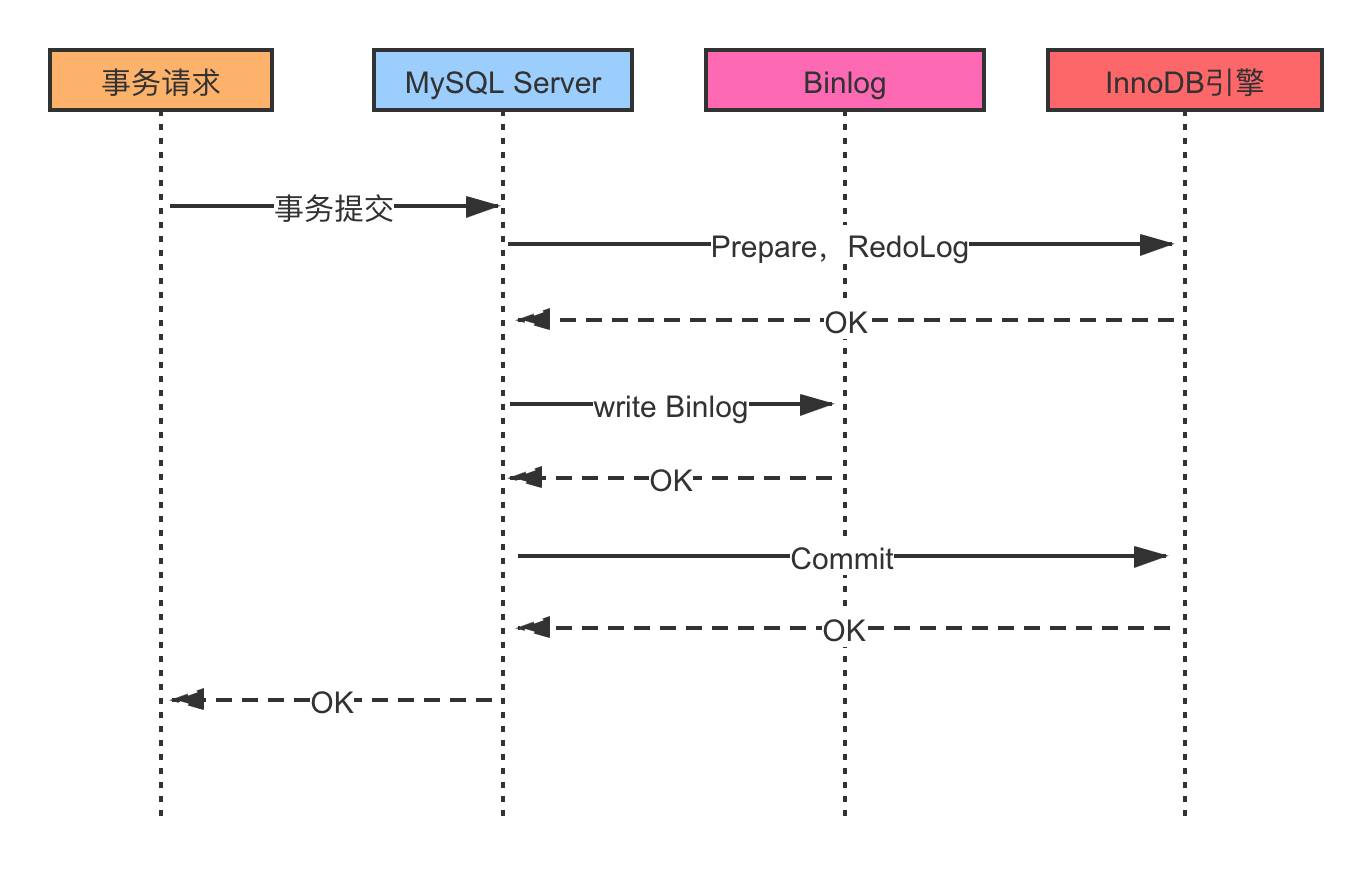 事务请求
MySQL Server
Binlog
InnoDB引擎
事务提交
Prepare，RedoLog
OK
write Binlog
OK
Commit
OK
OK